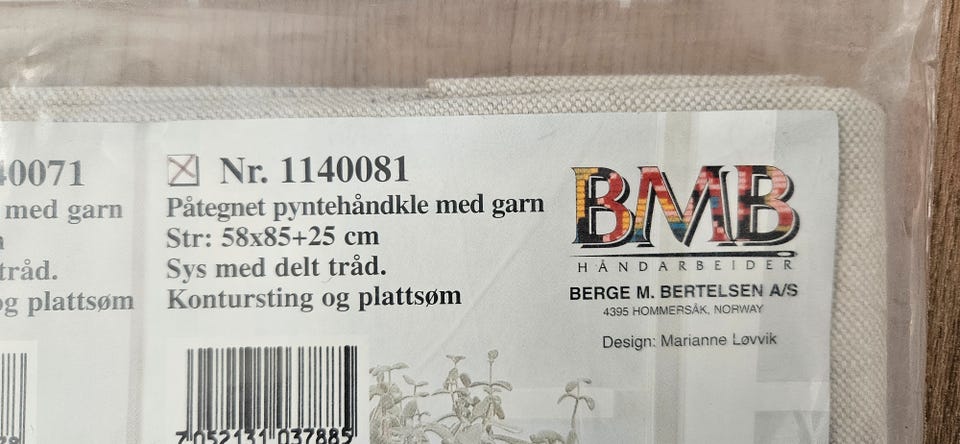 40071
med garn
tråd.
og plattsøm
Nr. 1140081
Påtegnet pyntehåndkle med garn
Str: 58x85+25 cm
Sys med delt tråd.
Kontursting og plattsøm
7 052131 037885
BMB
HÅNDARBEIDER
BERGE M. BERTELSEN A/S
4395 HOMMERSÅK, NORWAY
Design: Marianne Løvvik